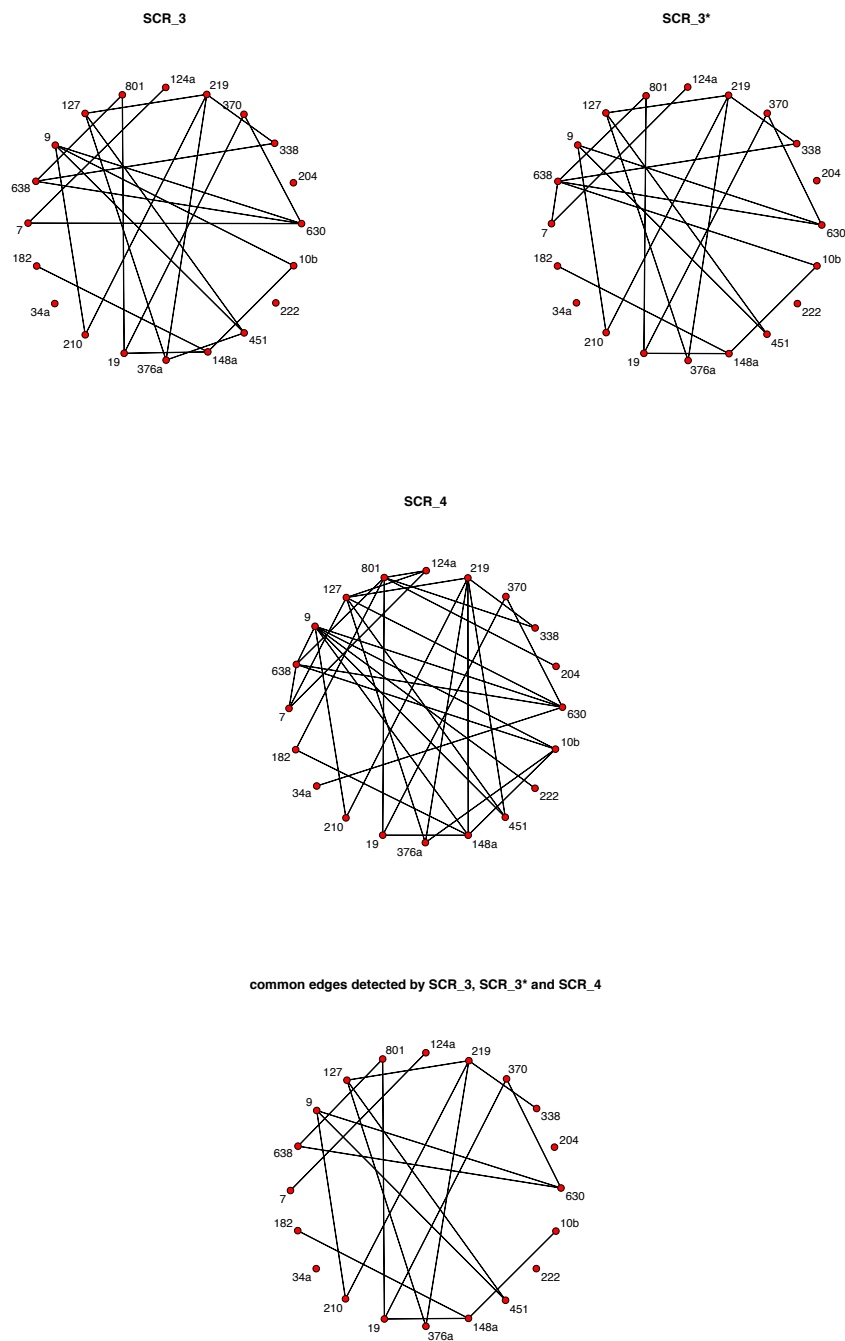 SCR_3
SCR_3*
801
124a
219
370
127
338
9
204
638
630
7
10b
182
222
34a
451
210
148a
19
376a
801
124a
219
370
127
338
9
204
638
630
7
10b
182
222
34a
451
210
148a
19
376a
SCR_4
801
124a
219
370
127
338
9
204
638
630
7
10b
182
222
34a
451
210
148a
19
376a
common edges detected by SCR_3, SCR_3* and SCR_4
801
124a
219
370
127
338
9
204
638
630
7
10b
182
222
34a
451
210
148a
19
376a